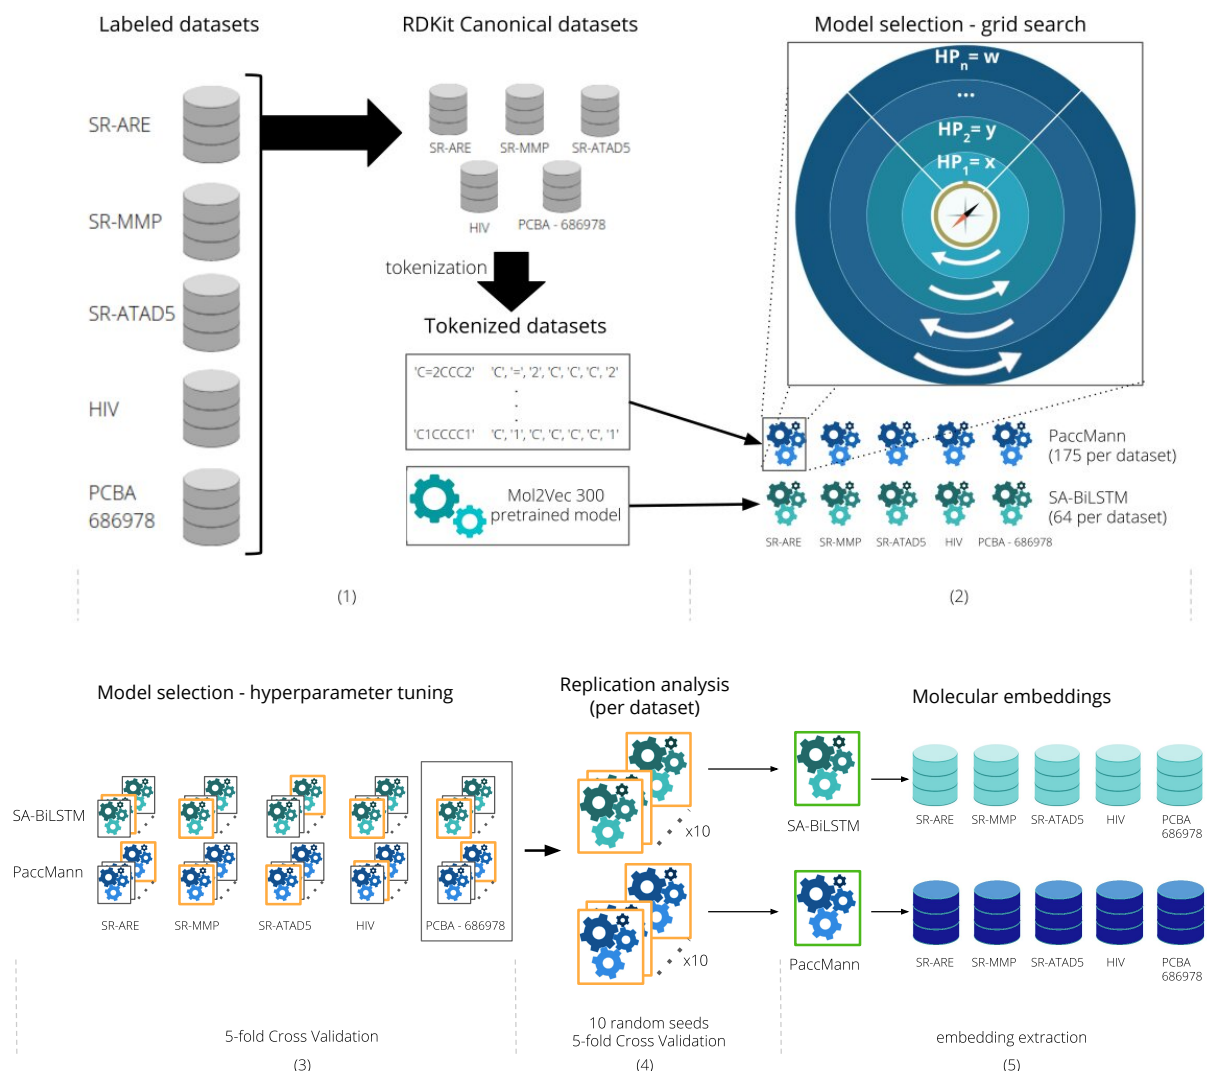 Labeled datasets
SR-ARE
SR-MMP
SR-ATAD5
HIV
PCBA
686978
RDKit Canonical datasets
SR-ARE
SR-MMP
SR-ATAD5
HIV
PCBA - 686978
tokenization
Tokenized datasets
'C=2CCC2' 'C', '=', '2', 'C', 'C', 'C', '2'
'C1CCCC1' 'C', '1', 'C', 'C', 'C', 'C', '1'
Mol2Vec 300
pretrained model
(1)
Model selection - grid search
HPn= w
...
HP2= y
HP1= x
PaccMann
(175 per dataset)
SA-BiLSTM
(64 per dataset)
SR-ARE
SR-MMP
SR-ATAD5
HIV
PCBA - 686978
(2)
Model selection - hyperparameter tuning
SA-BiLSTM
PaccMann
SR-ARE
SR-MMP
SR-ATAD5
HIV
PCBA - 686978
5-fold Cross Validation
(3)
Replication analysis
(per dataset)
x10
x10
10 random seeds
5-fold Cross Validation
(4)
Molecular embeddings
SA-BiLSTM
SR-ARE
SR-MMP
SR-ATAD5
HIV
PCBA
686978
PaccMann
SR-ARE
SR-MMP
SR-ATAD5
HIV
PCBA
686978
embedding extraction
(5)